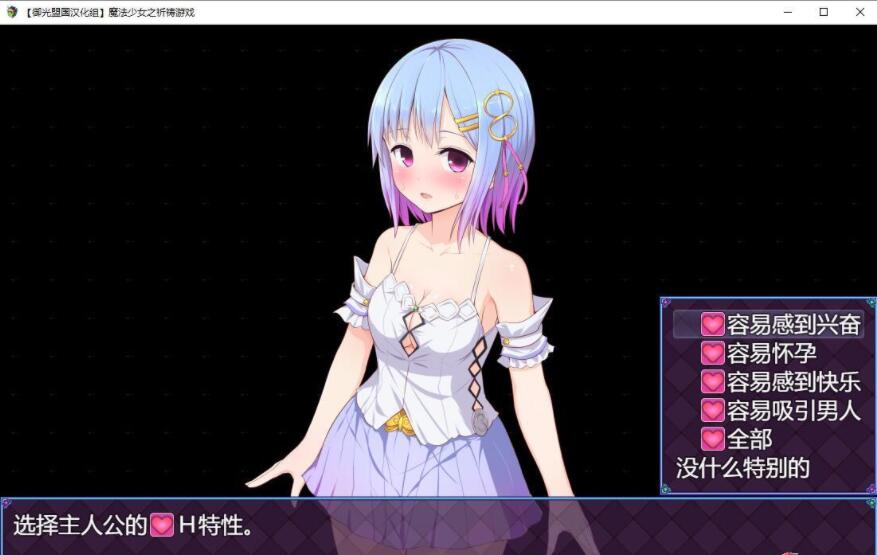 【御光盟国汉化组】魔法少女之祈祷游戏
容易感到兴奋
容易怀孕
容易感到快乐
容易吸引男人
全部
没什么特别的
选择主人公的💗H特性。